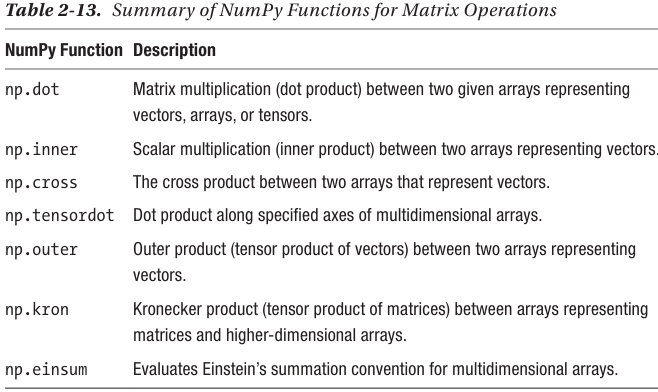 Table 2-13. Summary of NumPy Functions for Matrix Operations
NumPy Function Description
np.dot Matrix multiplication (dot product) between two given arrays representing
vectors, arrays, or tensors.
np.inner Scalar multiplication (inner product) between two arrays representing vectors.
np.cross The cross product between two arrays that represent vectors.
np.tensordot Dot product along specified axes of multidimensional arrays.
np.outer Outer product (tensor product of vectors) between two arrays representing
vectors.
np.kron Kronecker product (tensor product of matrices) between arrays representing
matrices and higher-dimensional arrays.
np.einsum Evaluates Einstein’s summation convention for multidimensional arrays.